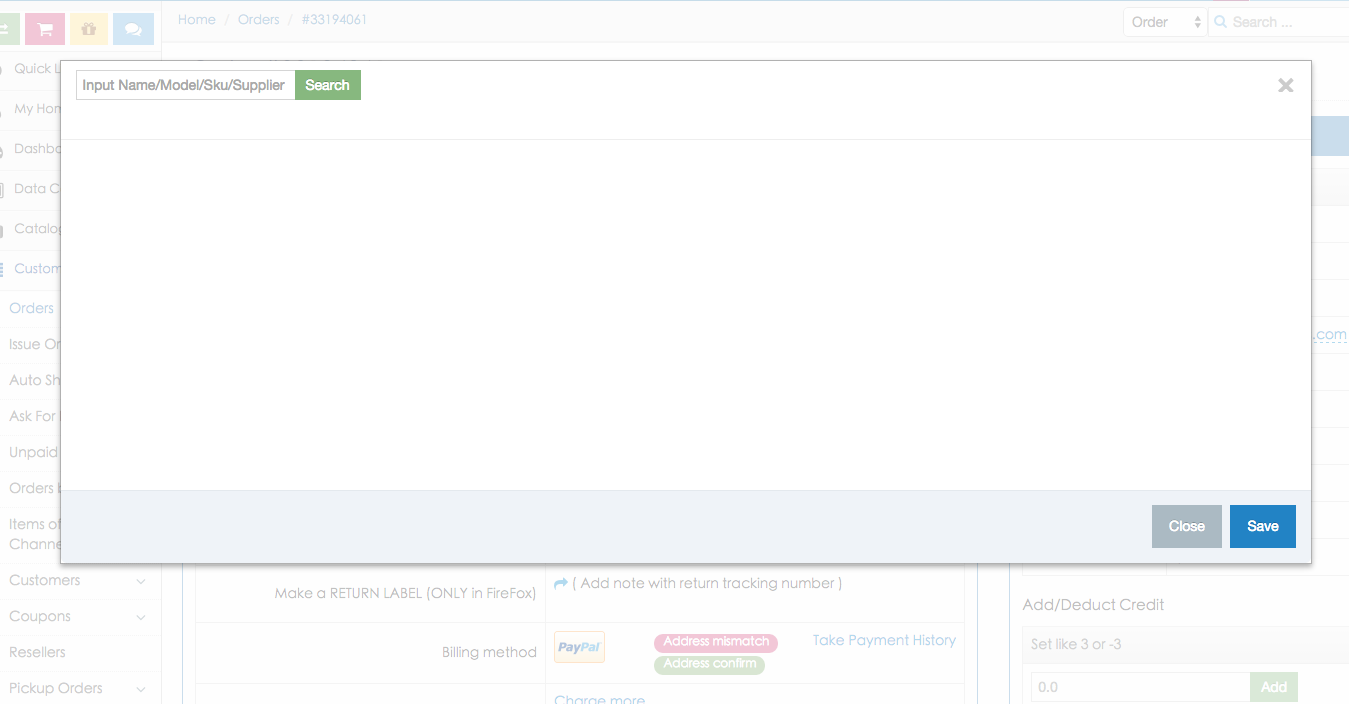 Home / Orders / #33194061
Order
Search ...
Quick L
My Hom
Dashbo
Data C
Catalog
Custom
Orders
Issue Or
Auto Sh
Ask For
Unpaid
Orders
Items of
Channe
Customers
Coupons
Resellers
Pickup Orders
Input Name/Model/Sku/Supplier
Search
×
.com
Close
Save
Make a RETURN LABEL (ONLY in FireFox)
( Add note with return tracking number )
Billing method
PayPal
Address mismatch
Address confirm
Take Payment History
Charge more
Add/Deduct Credit
Set like 3 or -3
0.0
Add